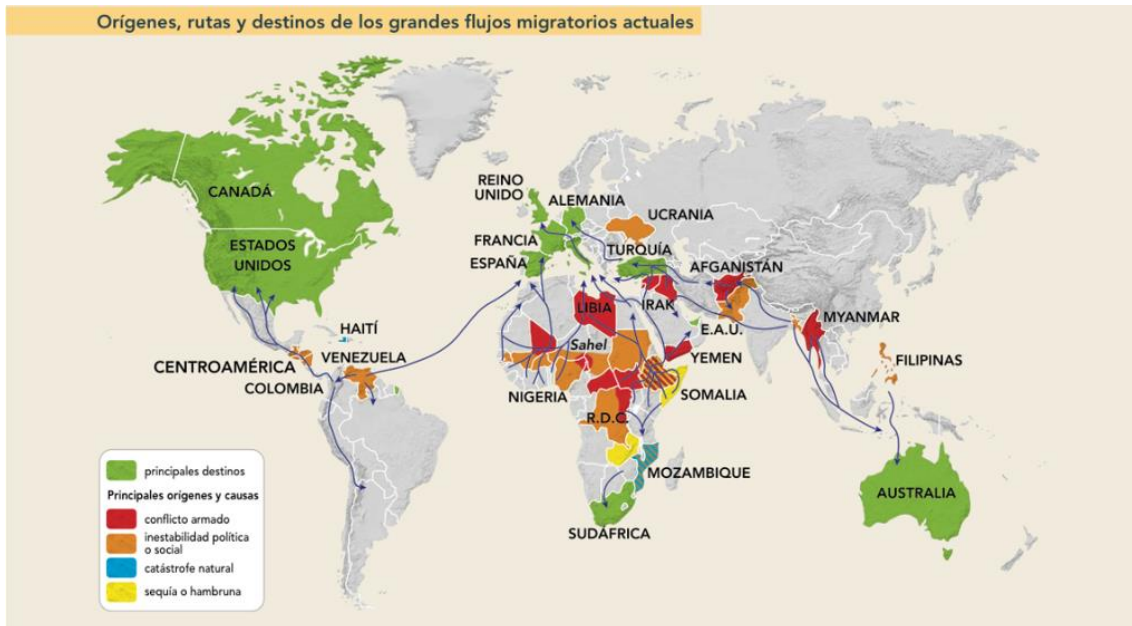 Orígenes, rutas y destinos de los grandes flujos migratorios actuales
CANADÁ
ESTADOS
UNIDOS
HAITÍ
CENTROAMÉRICA
VENEZUELA
COLOMBIA
REINO
UNIDO
ALEMANIA
UCRANIA
FRANCIA
TURQUÍA
ESPAÑA
AFGANISTÁN
LIBIA
IRAK
MYANMAR
Sahel
E.A.U.
YEMEN
FILIPINAS
NIGERIA
SOMALIA
R.D.C.
MOZAMBIQUE
AUSTRALIA
SUDÁFRICA
principales destinos
Principales orígenes y causas
conflicto armado
inestabilidad política
o social
catástrofe natural
sequía o hambruna